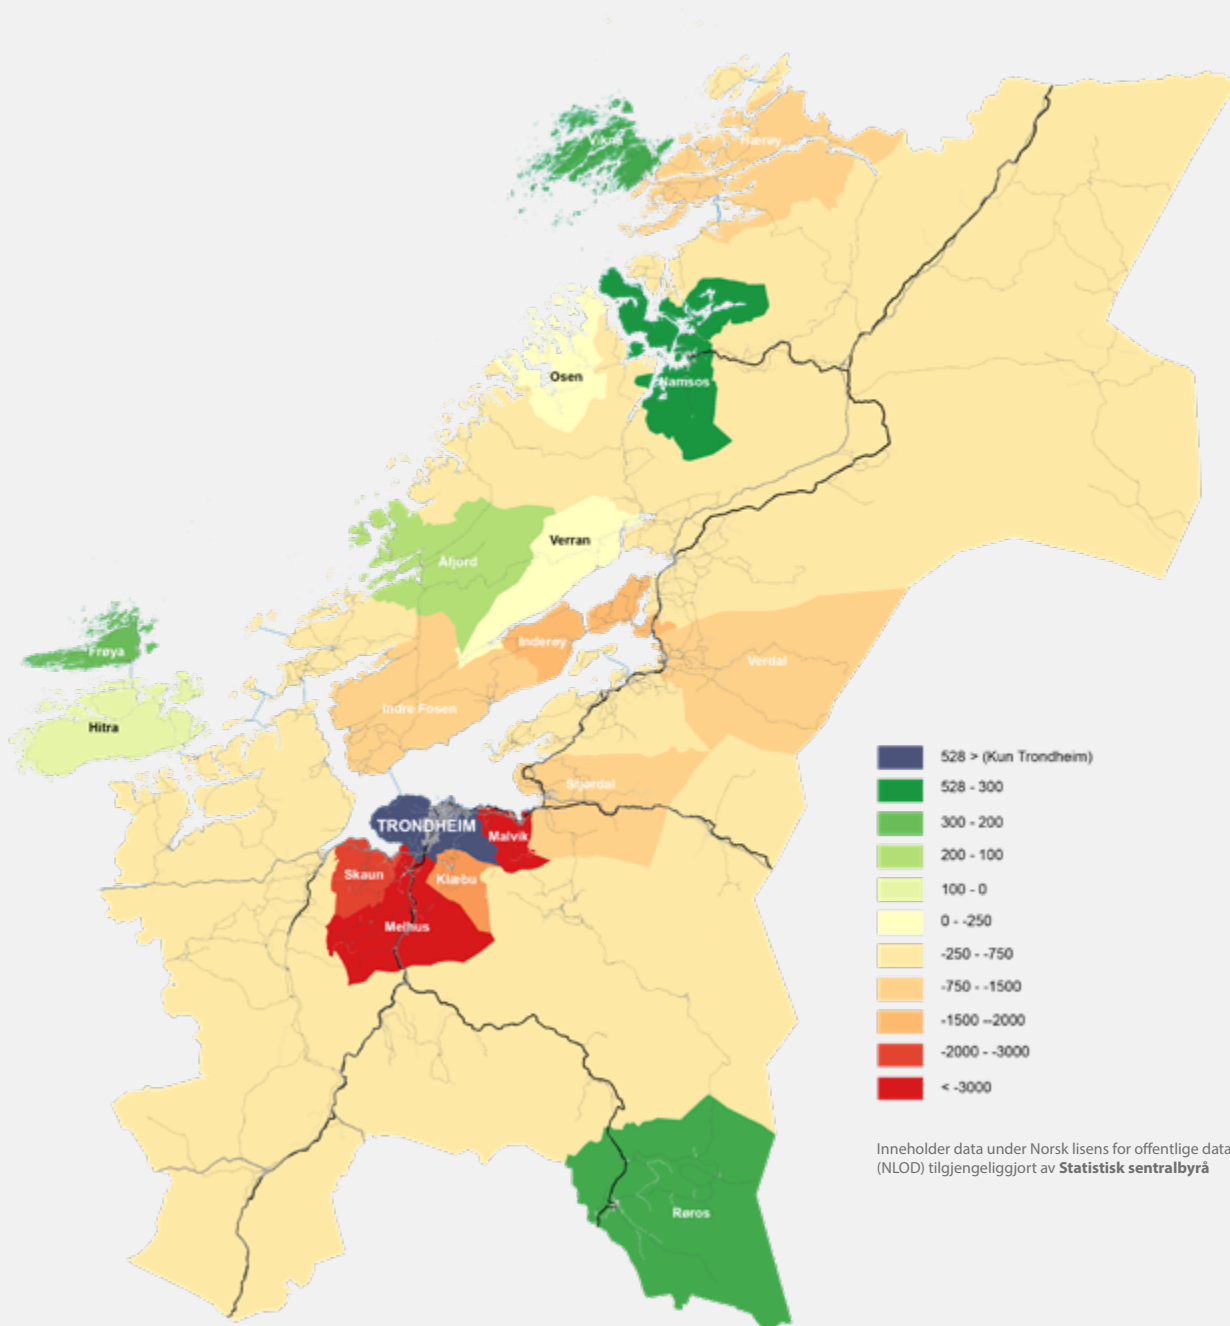 Vikna
Nærøy
Osen
Namsos
Åfjord
Verran
Inderøy
Frøya
Verdal
Indre Fosen
Hitra
Stjørdal
TRONDHEIM
Malvik
Skaun
Klæbu
Melhus
Røros
528 > (Kun Trondheim)
528 - 300
300 - 200
200 - 100
100 - 0
0 - -250
-250 - -750
-750 - -1500
-1500 --2000
-2000 - -3000
< -3000
Inneholder data under Norsk lisens for offentlige data
(NLOD) tilgjengeliggjort av Statistisk sentralbyrå